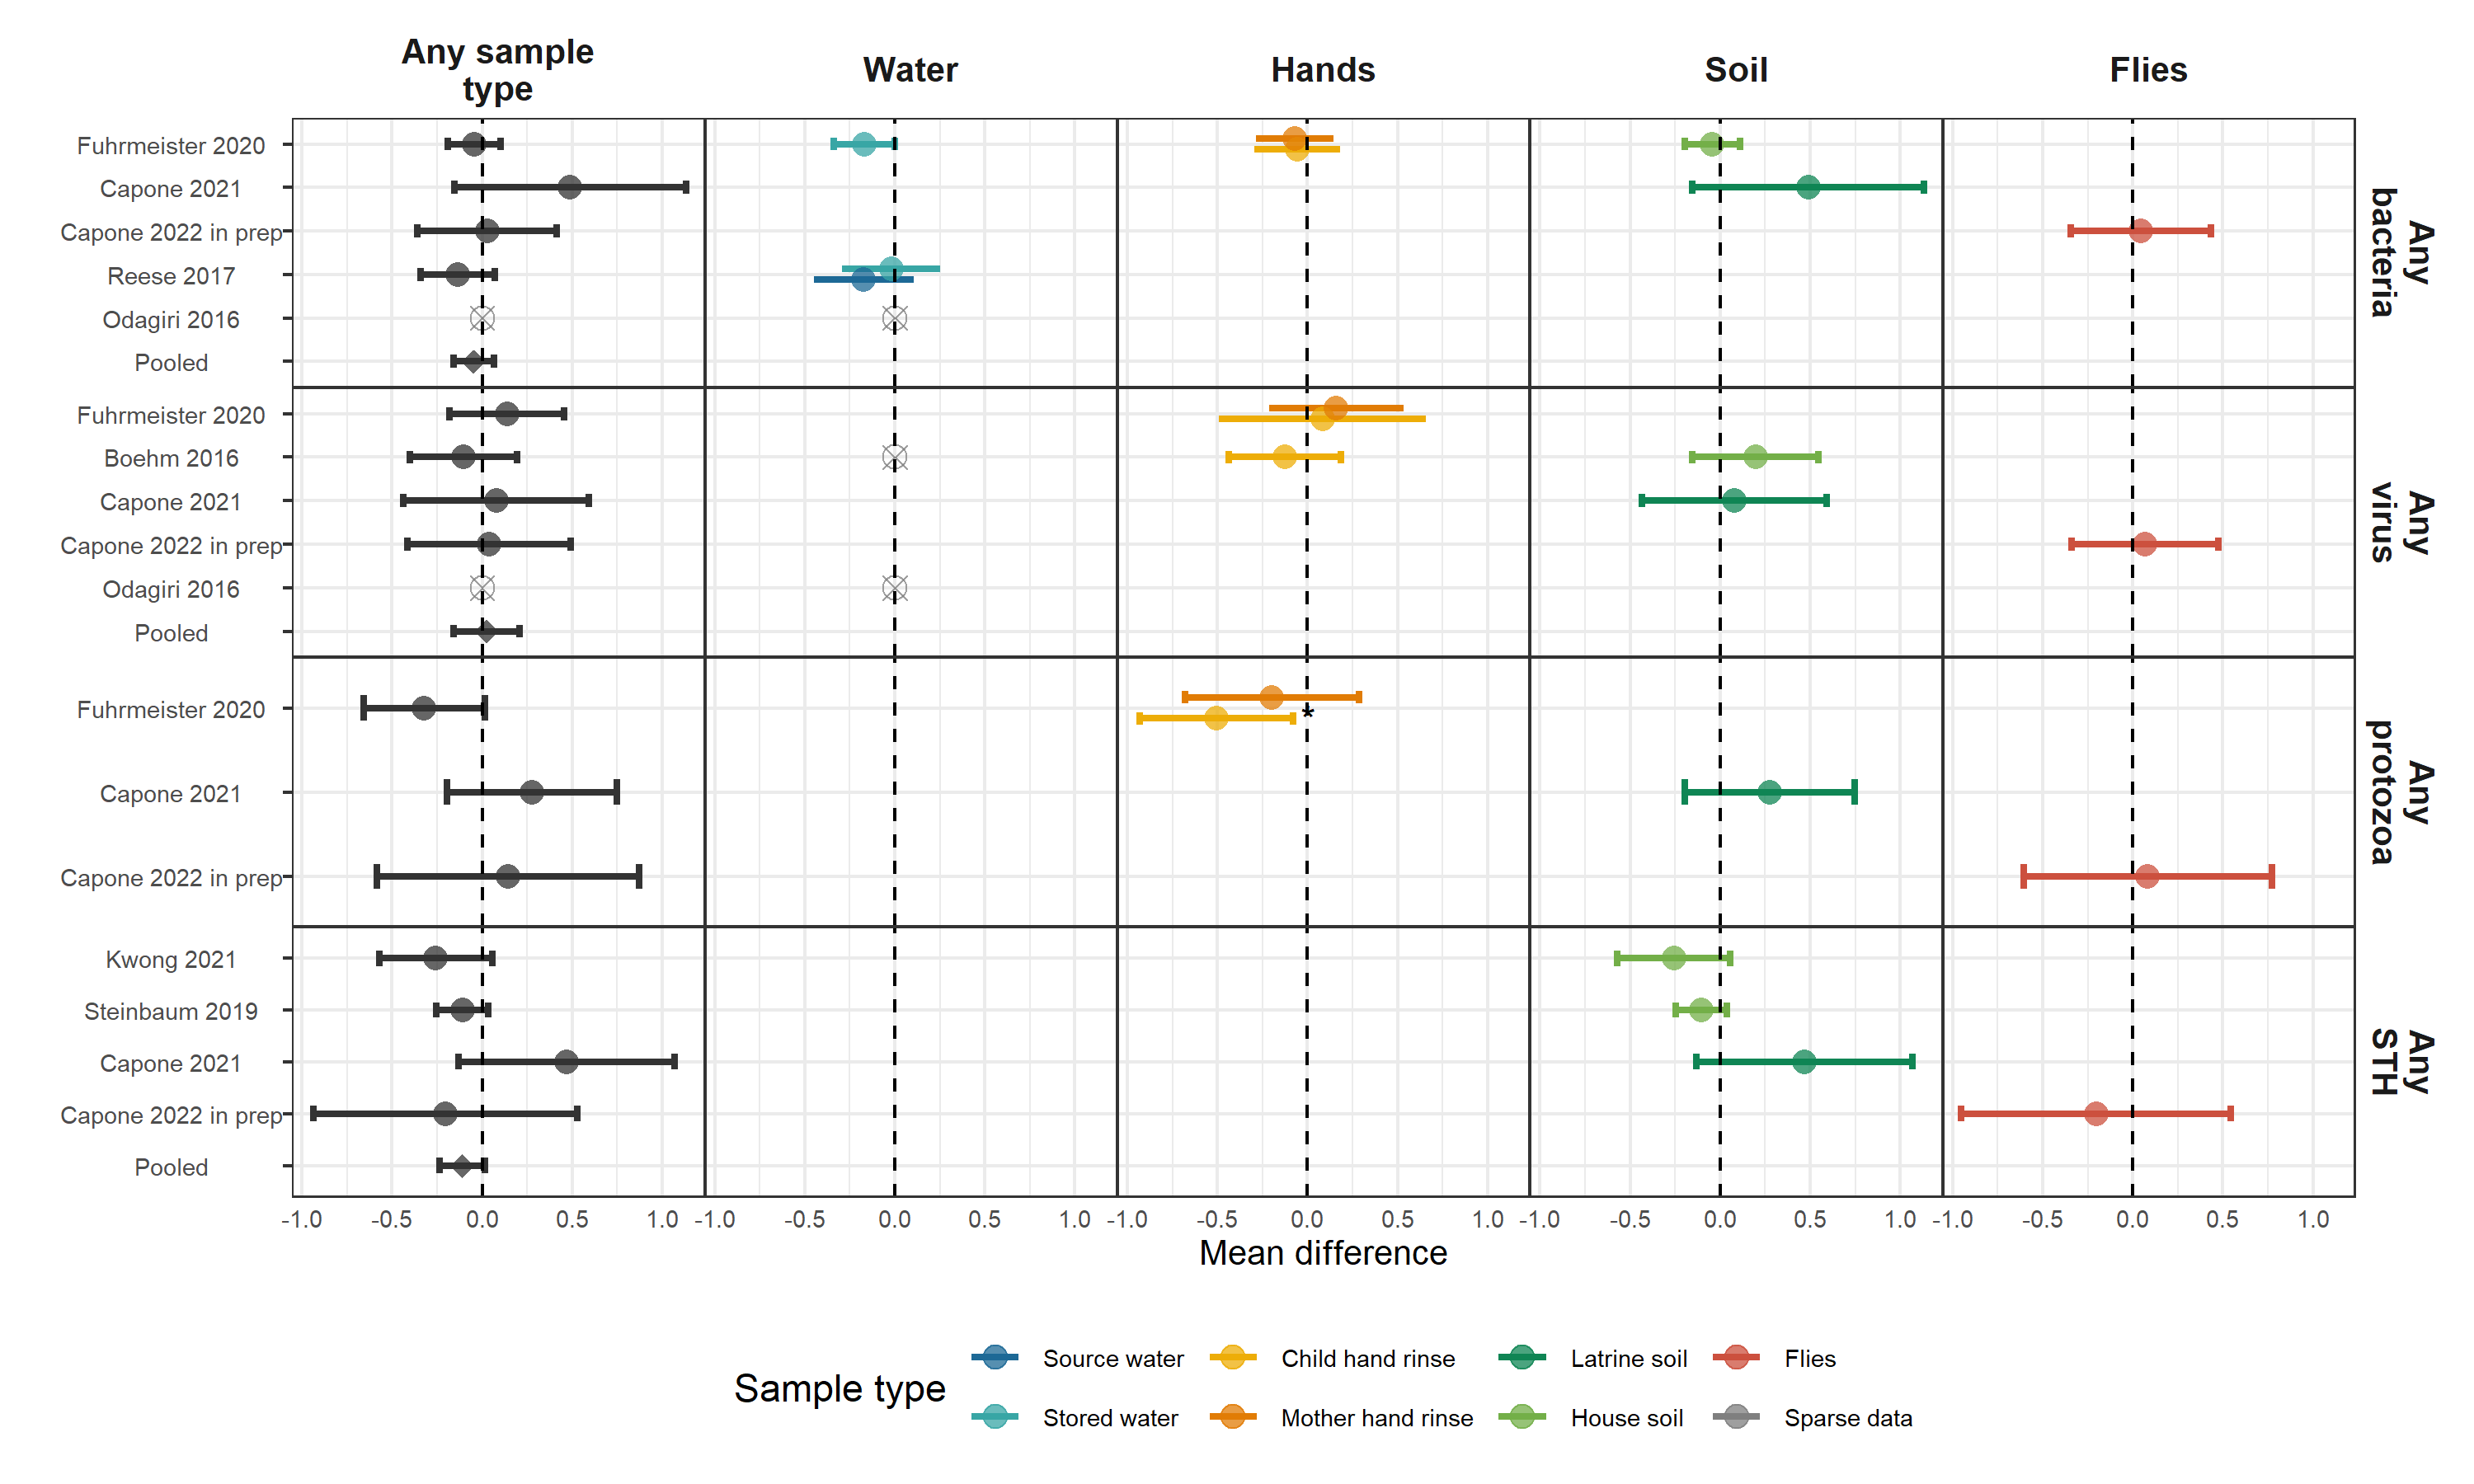 Any sample
type
Water
Hands
Soil
Flies
Fuhrmeister 2020
Capone 2021
Capone 2022 in prep
Reese 2017
Odagiri 2016
Pooled
Any
bacteria
Fuhrmeister 2020
Boehm 2016
Capone 2021
Capone 2022 in prep
Odagiri 2016
Pooled
Any
virus
Fuhrmeister 2020
*
Capone 2021
Capone 2022 in prep
Any
protozoa
Kwong 2021
Steinbaum 2019
Capone 2021
Capone 2022 in prep
Pooled
Any
STH
-1.0 -0.5 0.0 0.5 1.0 -1.0 -0.5 0.0 0.5 1.0 -1.0 -0.5 0.0 0.5 1.0 -1.0 -0.5 0.0 0.5 1.0 -1.0 -0.5 0.0 0.5 1.0
Mean difference
Sample type
Source water Child hand rinse Latrine soil Flies
Stored water Mother hand rinse House soil Sparse data